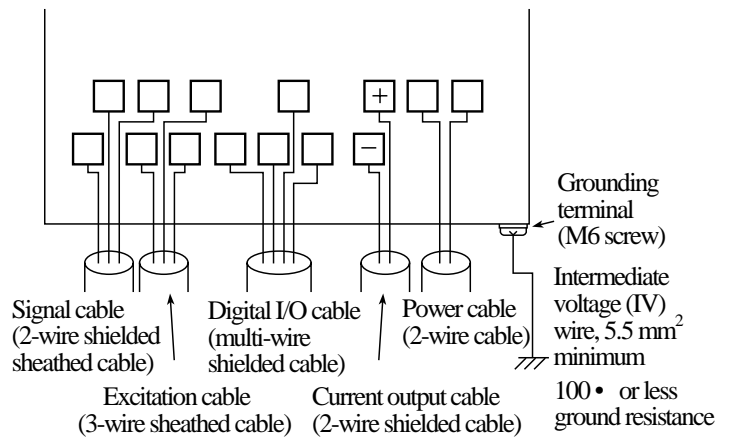 +
−
Grounding
terminal
(M6 screw)
Signal cable
(2-wire shielded
sheathed cable)
Digital I/O cable
(multi-wire
shielded cable)
Power cable
(2-wire cable)
Intermediate
voltage (IV)
wire, 5.5 mm²
minimum
Excitation cable
(3-wire sheathed cable)
Current output cable
(2-wire shielded cable)
100 • or less
ground resistance